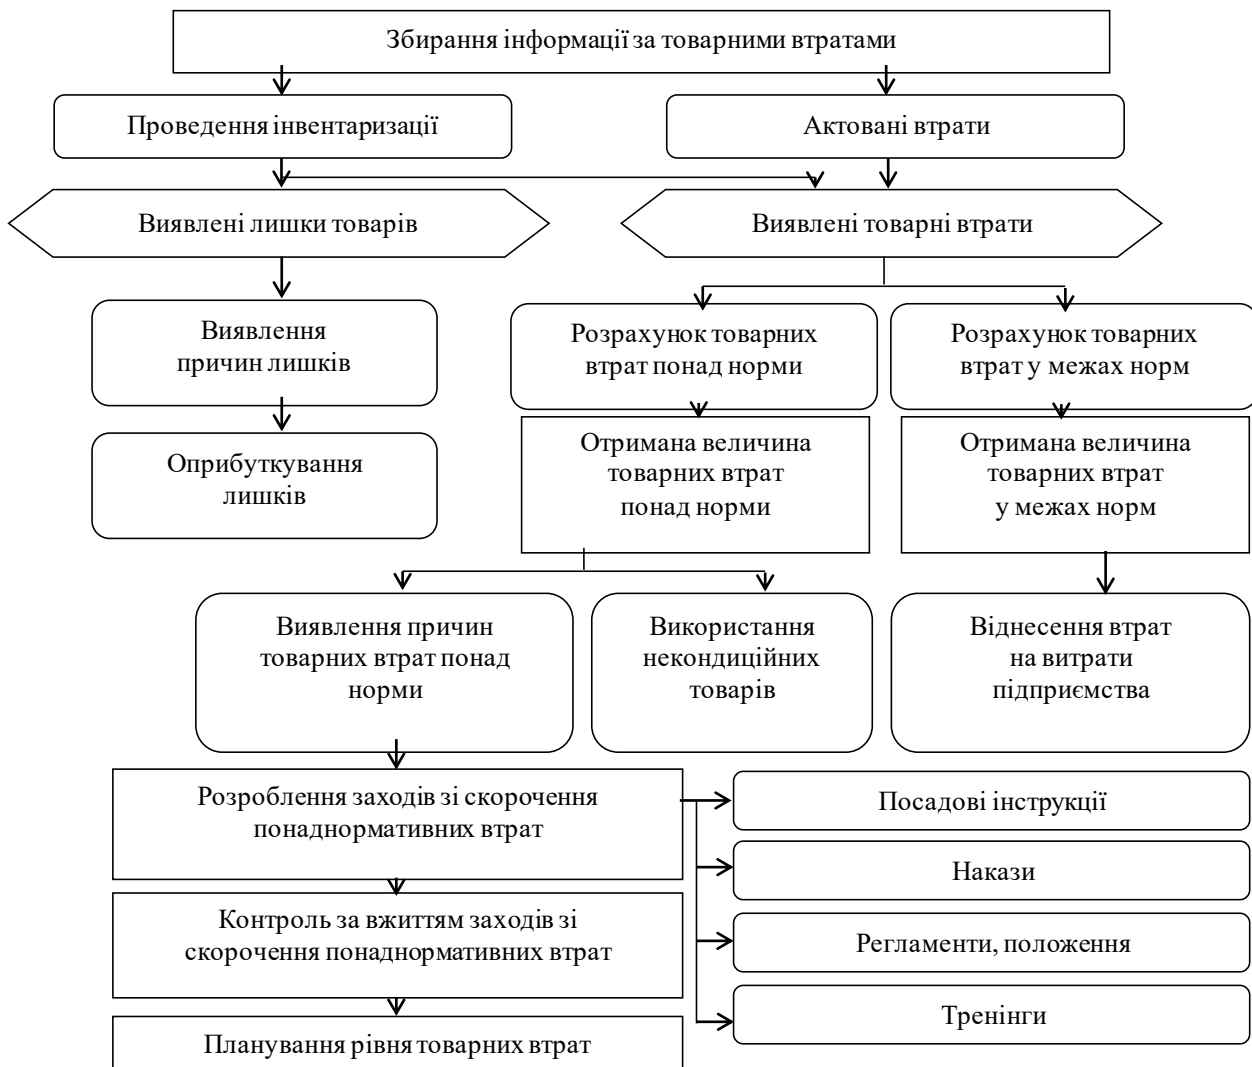 Збирання інформації за товарними втратами
Проведення інвентаризації
Актовані втрати
Виявлені лишки товарів
Виявлені товарні втрати
Виявлення
причин лишків
Розрахунок товарних
втрат понад норми
Розрахунок товарних
втрат у межах норм
Оприбуткування
лишків
Отримана величина
товарних втрат
понад норми
Отримана величина
товарних втрат
у межах норм
Виявлення причин
товарних втрат понад
норми
Використання
некондиційних
товарів
Віднесення втрат
на витрати
підприємства
Розроблення заходів зі скорочення
понаднормативних втрат
Посадові інструкції
Накази
Контроль за вжиттям заходів зі
скорочення понаднормативних втрат
Регламенти, положення
Тренінги
Планування рівня товарних втрат